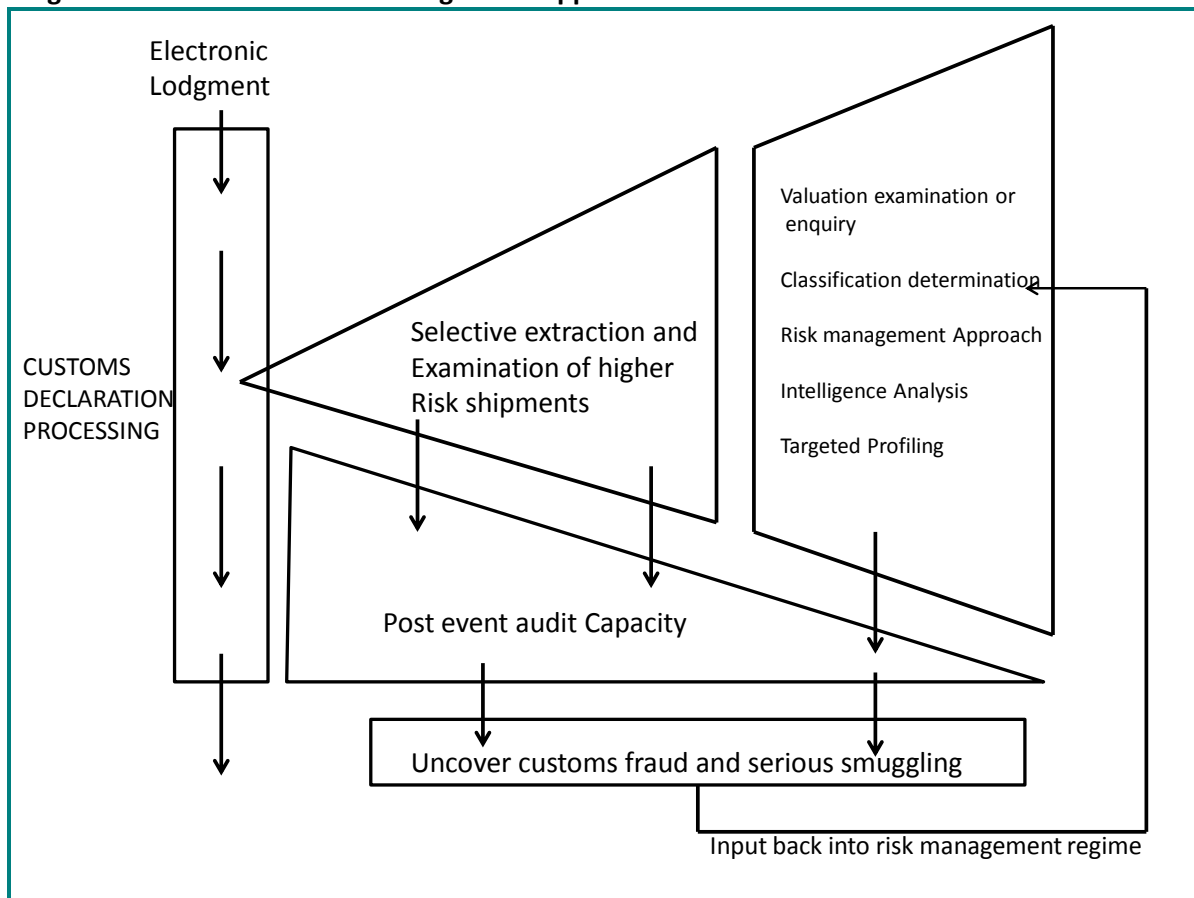 Electronic
Lodgment
CUSTOMS
DECLARATION
PROCESSING
Selective extraction and
Examination of higher
Risk shipments
Valuation examination or
enquiry
Classification determination
Risk management Approach
Intelligence Analysis
Targeted Profiling
Post event audit Capacity
Uncover customs fraud and serious smuggling
Input back into risk management regime